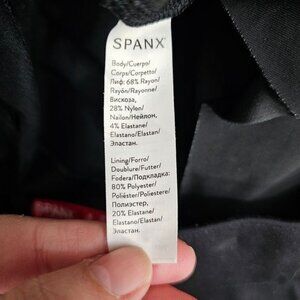 SPANX
Body/Cuerpo/
Corps/Corpetto/
Лиф: 68% Rayon/
Rayón/Rayonne/
Вискоза,
28% Nylon/
Nailon/Нейлон,
4% Elastane/
Elastano/Elastan/
Эластан.
Lining/Forro/
Doublure/Futter/
Fodera/Подкладка:
80% Polyester/
Poliéster/Poliestere/
Полиэстер,
20% Elastane/
Elastano/Elastan/
Эластан.